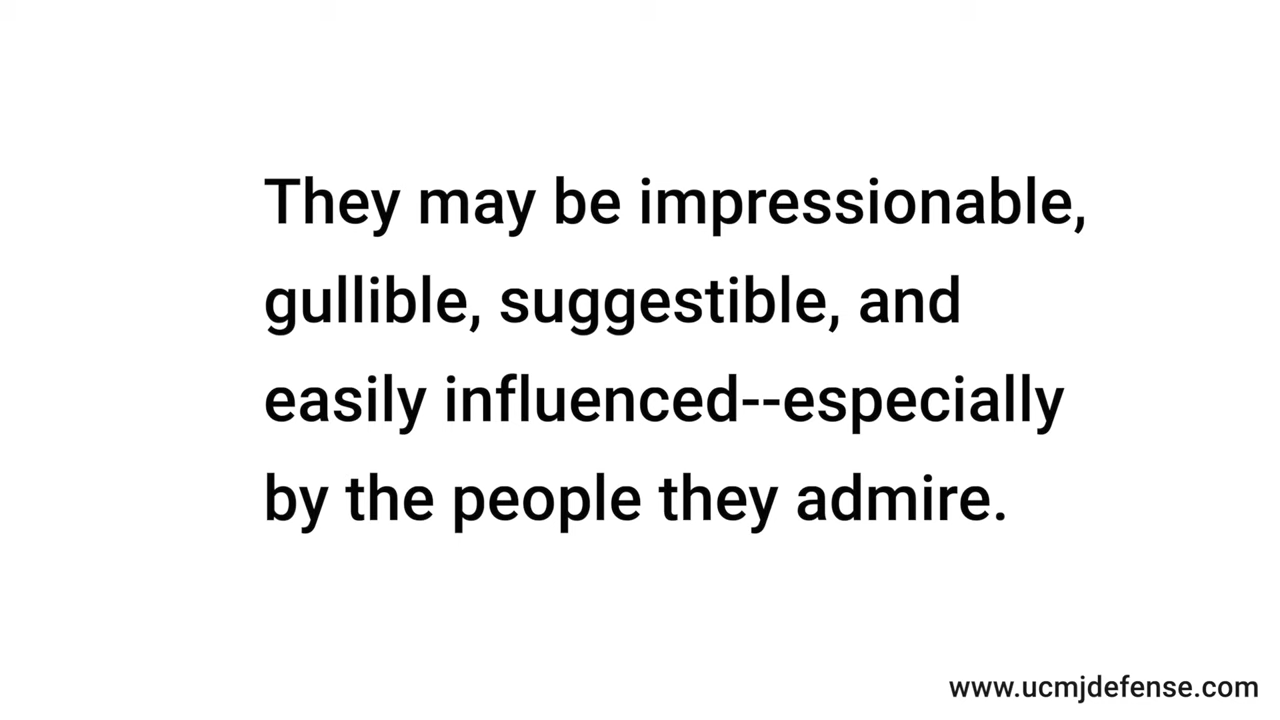 They may be impressionable,
gullible, suggestible, and
easily influenced--especially
by the people they admire.
www.ucmjdefense.com